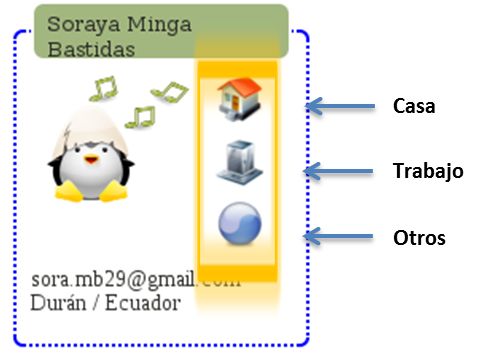 Soraya Minga
Bastidas
Casa
Trabajo
Otros
sora.mb29@gmail.com
Durán / Ecuador